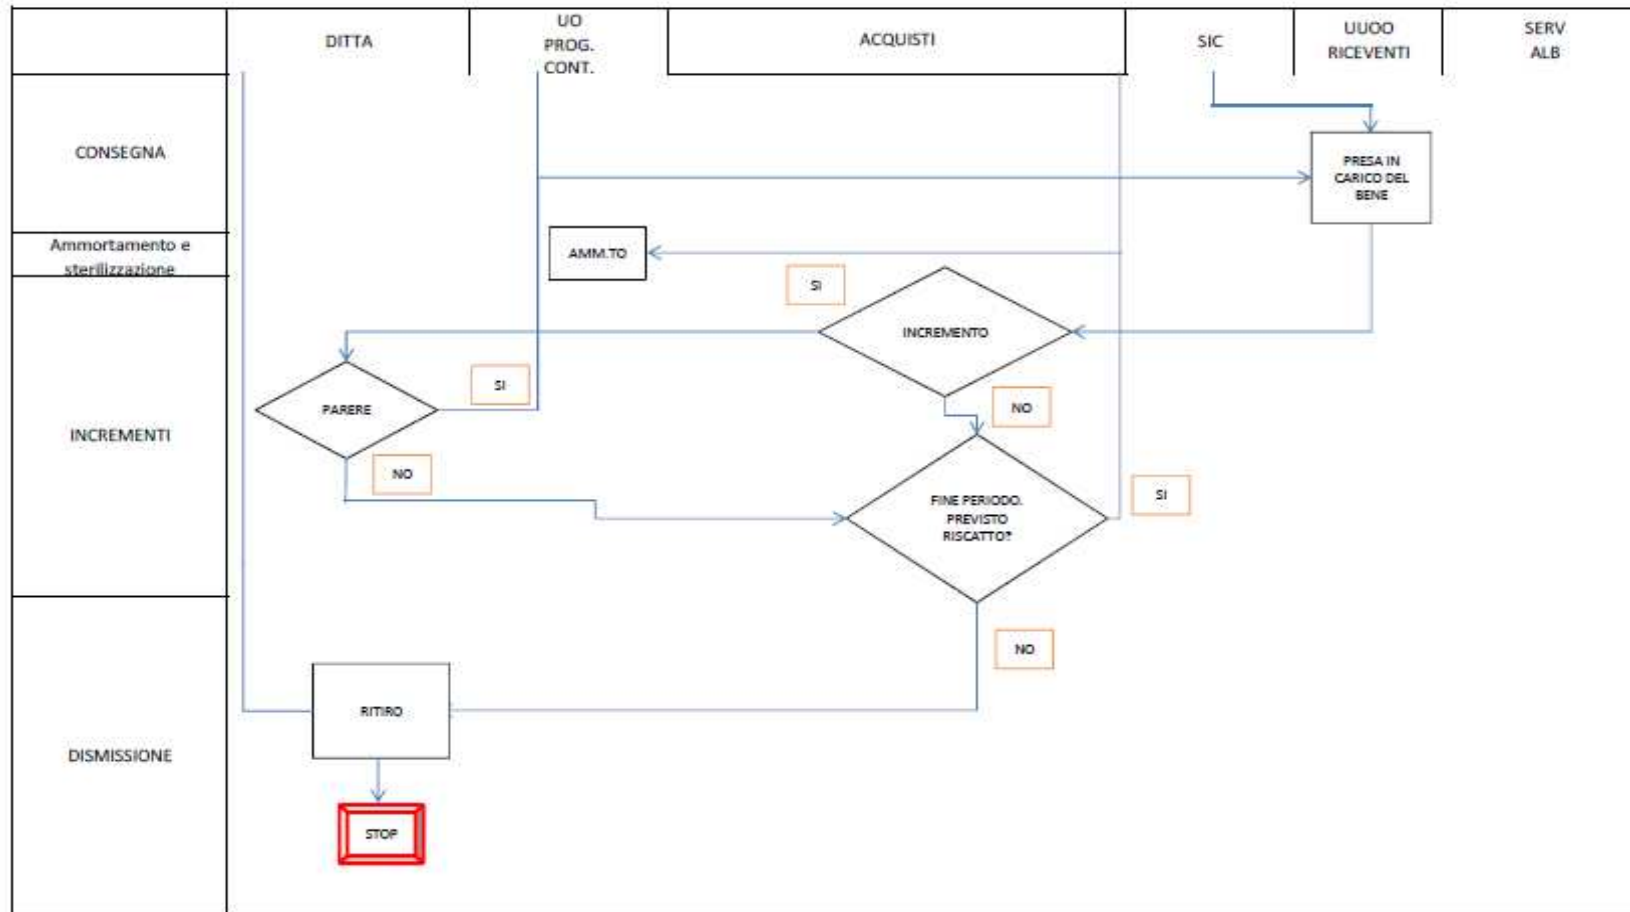 DITTA
UO
PROG.
CONT.
ACQUISTI
SIC
UUOO
RICEVENTI
SERV
ALB
CONSEGNA
PRESA IN
CARICO DEL
BENE
Ammortamento e
sterilizzazione
AMM.TO
SI
INCREMENTO
INCREMENTI
PARERE
SI
NO
NO
FINE PERIODO.
PREVISTO
RISCATTO?
SI
NO
DISMISSIONE
RITIRO
STOP